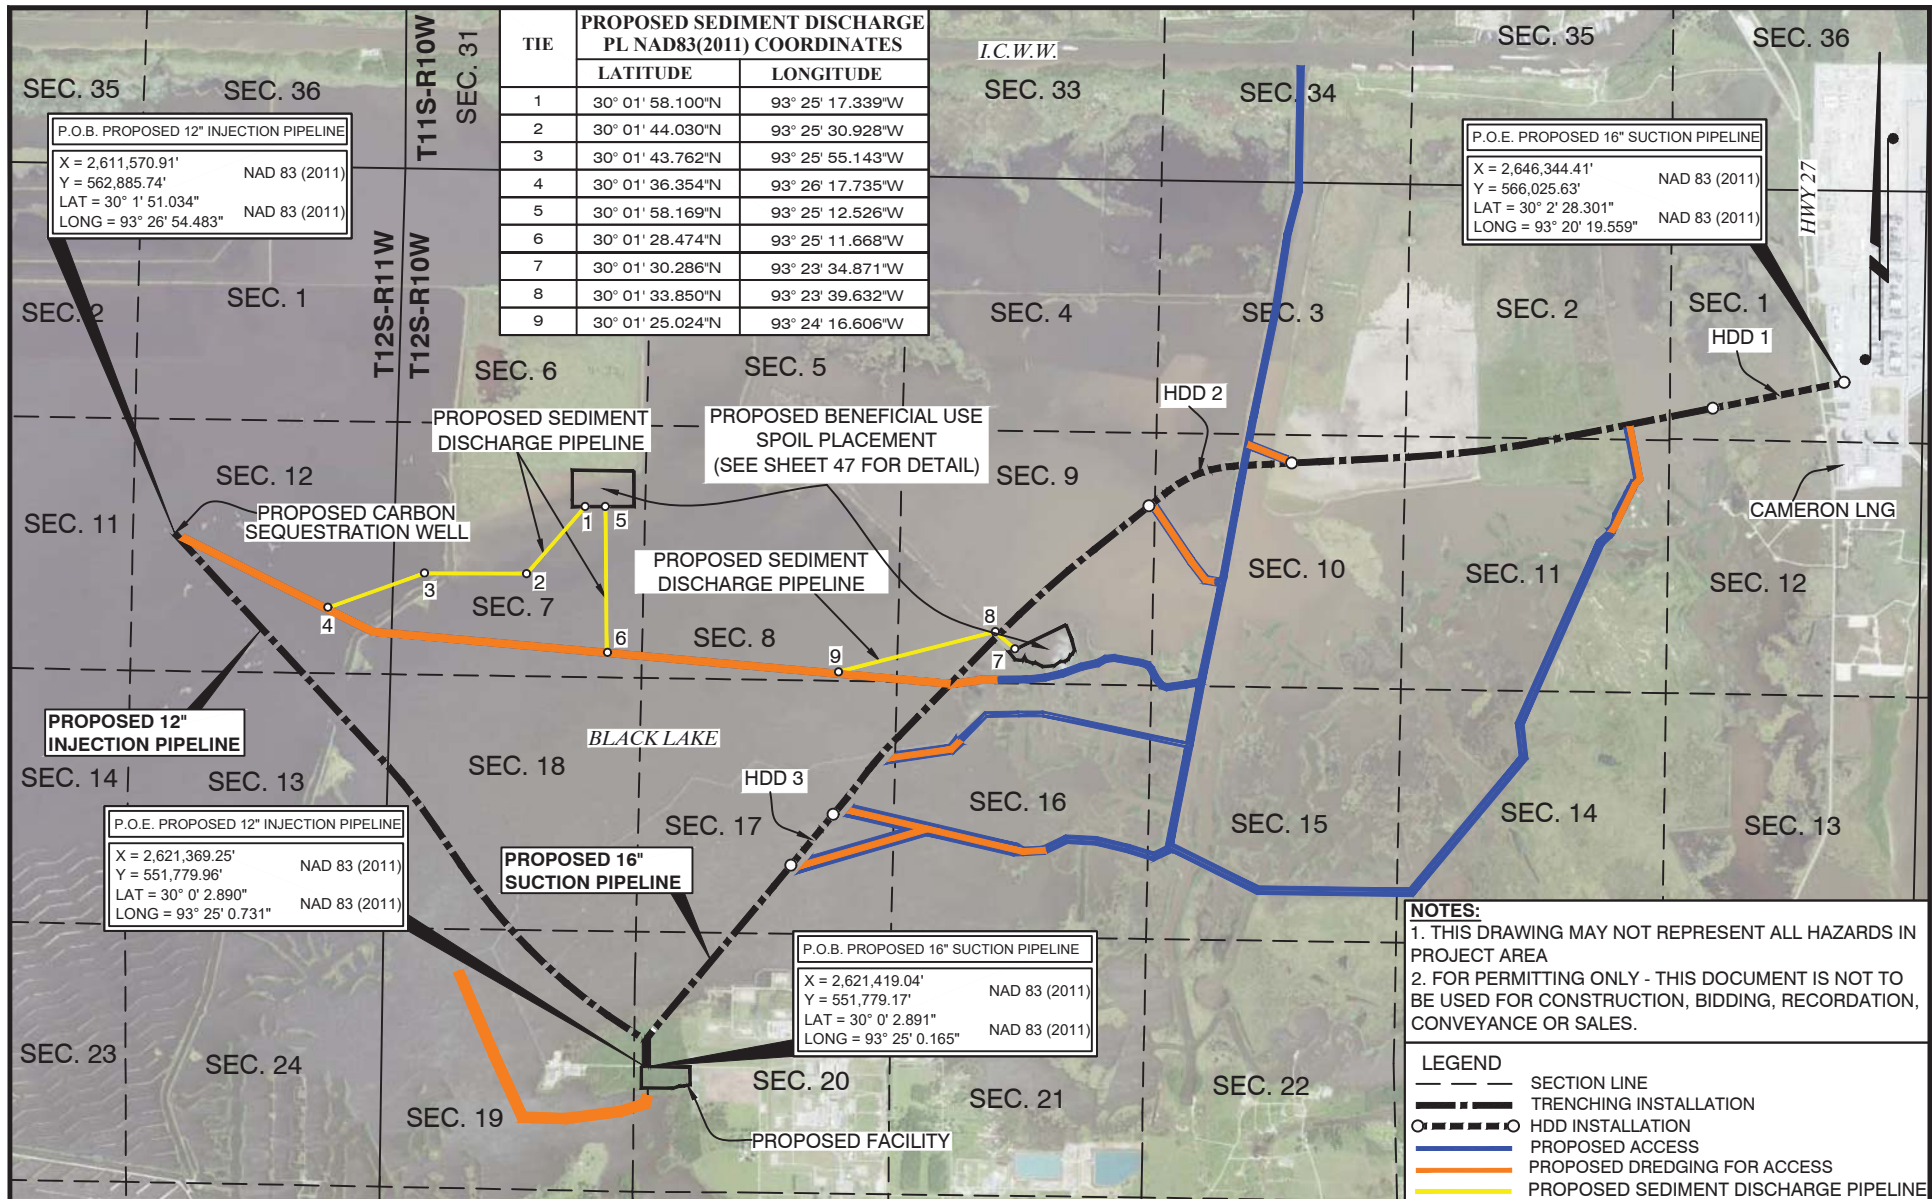 TIE
PROPOSED SEDIMENT DISCHARGE
PL NAD83(2011) COORDINATES
LATITUDE LONGITUDE
1 30° 01' 58.100"N 93° 25' 17.339"W
2 30° 01' 44.030"N 93° 25' 30.928"W
3 30° 01' 43.762"N 93° 25' 55.143"W
4 30° 01' 36.354"N 93° 26' 17.735"W
5 30° 01' 58.169"N 93° 25' 12.526"W
6 30° 01' 28.474"N 93° 25' 11.668"W
7 30° 01' 30.286"N 93° 23' 34.871"W
8 30° 01' 33.850"N 93° 23' 39.632"W
9 30° 01' 25.024"N 93° 24' 16.606"W
SEC. 35
SEC. 36
T11S-R10W
SEC. 31
I.C.W.W.
SEC. 33
SEC. 34
SEC. 35
SEC. 36
P.O.B. PROPOSED 12" INJECTION PIPELINE
X = 2,611,570.91'
Y = 562,885.74'
NAD 83 (2011)
LAT = 30° 1' 51.034"
LONG = 93° 26' 54.483"
NAD 83 (2011)
P.O.E. PROPOSED 16" SUCTION PIPELINE
X = 2,646,344.41'
Y = 566,025.63'
NAD 83 (2011)
LAT = 30° 2' 28.301"
LONG = 93° 20' 19.559"
NAD 83 (2011)
HWY 27
SEC. 2
SEC. 1
T12S-R11W
T12S-R10W
SEC. 6
SEC. 5
SEC. 4
SEC. 3
SEC. 2
SEC. 1
HDD 1
HDD 2
PROPOSED SEDIMENT
DISCHARGE PIPELINE
PROPOSED BENEFICIAL USE
SPOIL PLACEMENT
(SEE SHEET 47 FOR DETAIL)
SEC. 9
SEC. 12
SEC. 11
PROPOSED CARBON
SEQUESTRATION WELL
1
5
CAMERON LNG
PROPOSED SEDIMENT
DISCHARGE PIPELINE
3
2
SEC. 7
4
6
SEC. 8
9
8
7
SEC. 10
SEC. 11
SEC. 12
PROPOSED 12"
INJECTION PIPELINE
BLACK LAKE
SEC. 14
SEC. 13
SEC. 18
HDD 3
SEC. 17
SEC. 16
SEC. 15
SEC. 14
SEC. 13
P.O.E. PROPOSED 12" INJECTION PIPELINE
X = 2,621,369.25'
Y = 551,779.96'
NAD 83 (2011)
LAT = 30° 0' 2.890"
LONG = 93° 25' 0.731"
NAD 83 (2011)
PROPOSED 16"
SUCTION PIPELINE
P.O.B. PROPOSED 16" SUCTION PIPELINE
X = 2,621,419.04'
Y = 551,779.17'
NAD 83 (2011)
LAT = 30° 0' 2.891"
LONG = 93° 25' 0.165"
NAD 83 (2011)
SEC. 23
SEC. 24
SEC. 19
SEC. 20
SEC. 21
SEC. 22
PROPOSED FACILITY
NOTES:
1. THIS DRAWING MAY NOT REPRESENT ALL HAZARDS IN
PROJECT AREA
2. FOR PERMITTING ONLY - THIS DOCUMENT IS NOT TO
BE USED FOR CONSTRUCTION, BIDDING, RECORDATION,
CONVEYANCE OR SALES.
LEGEND
SECTION LINE
TRENCHING INSTALLATION
HDD INSTALLATION
PROPOSED ACCESS
PROPOSED DREDGING FOR ACCESS
PROPOSED SEDIMENT DISCHARGE PIPELINE